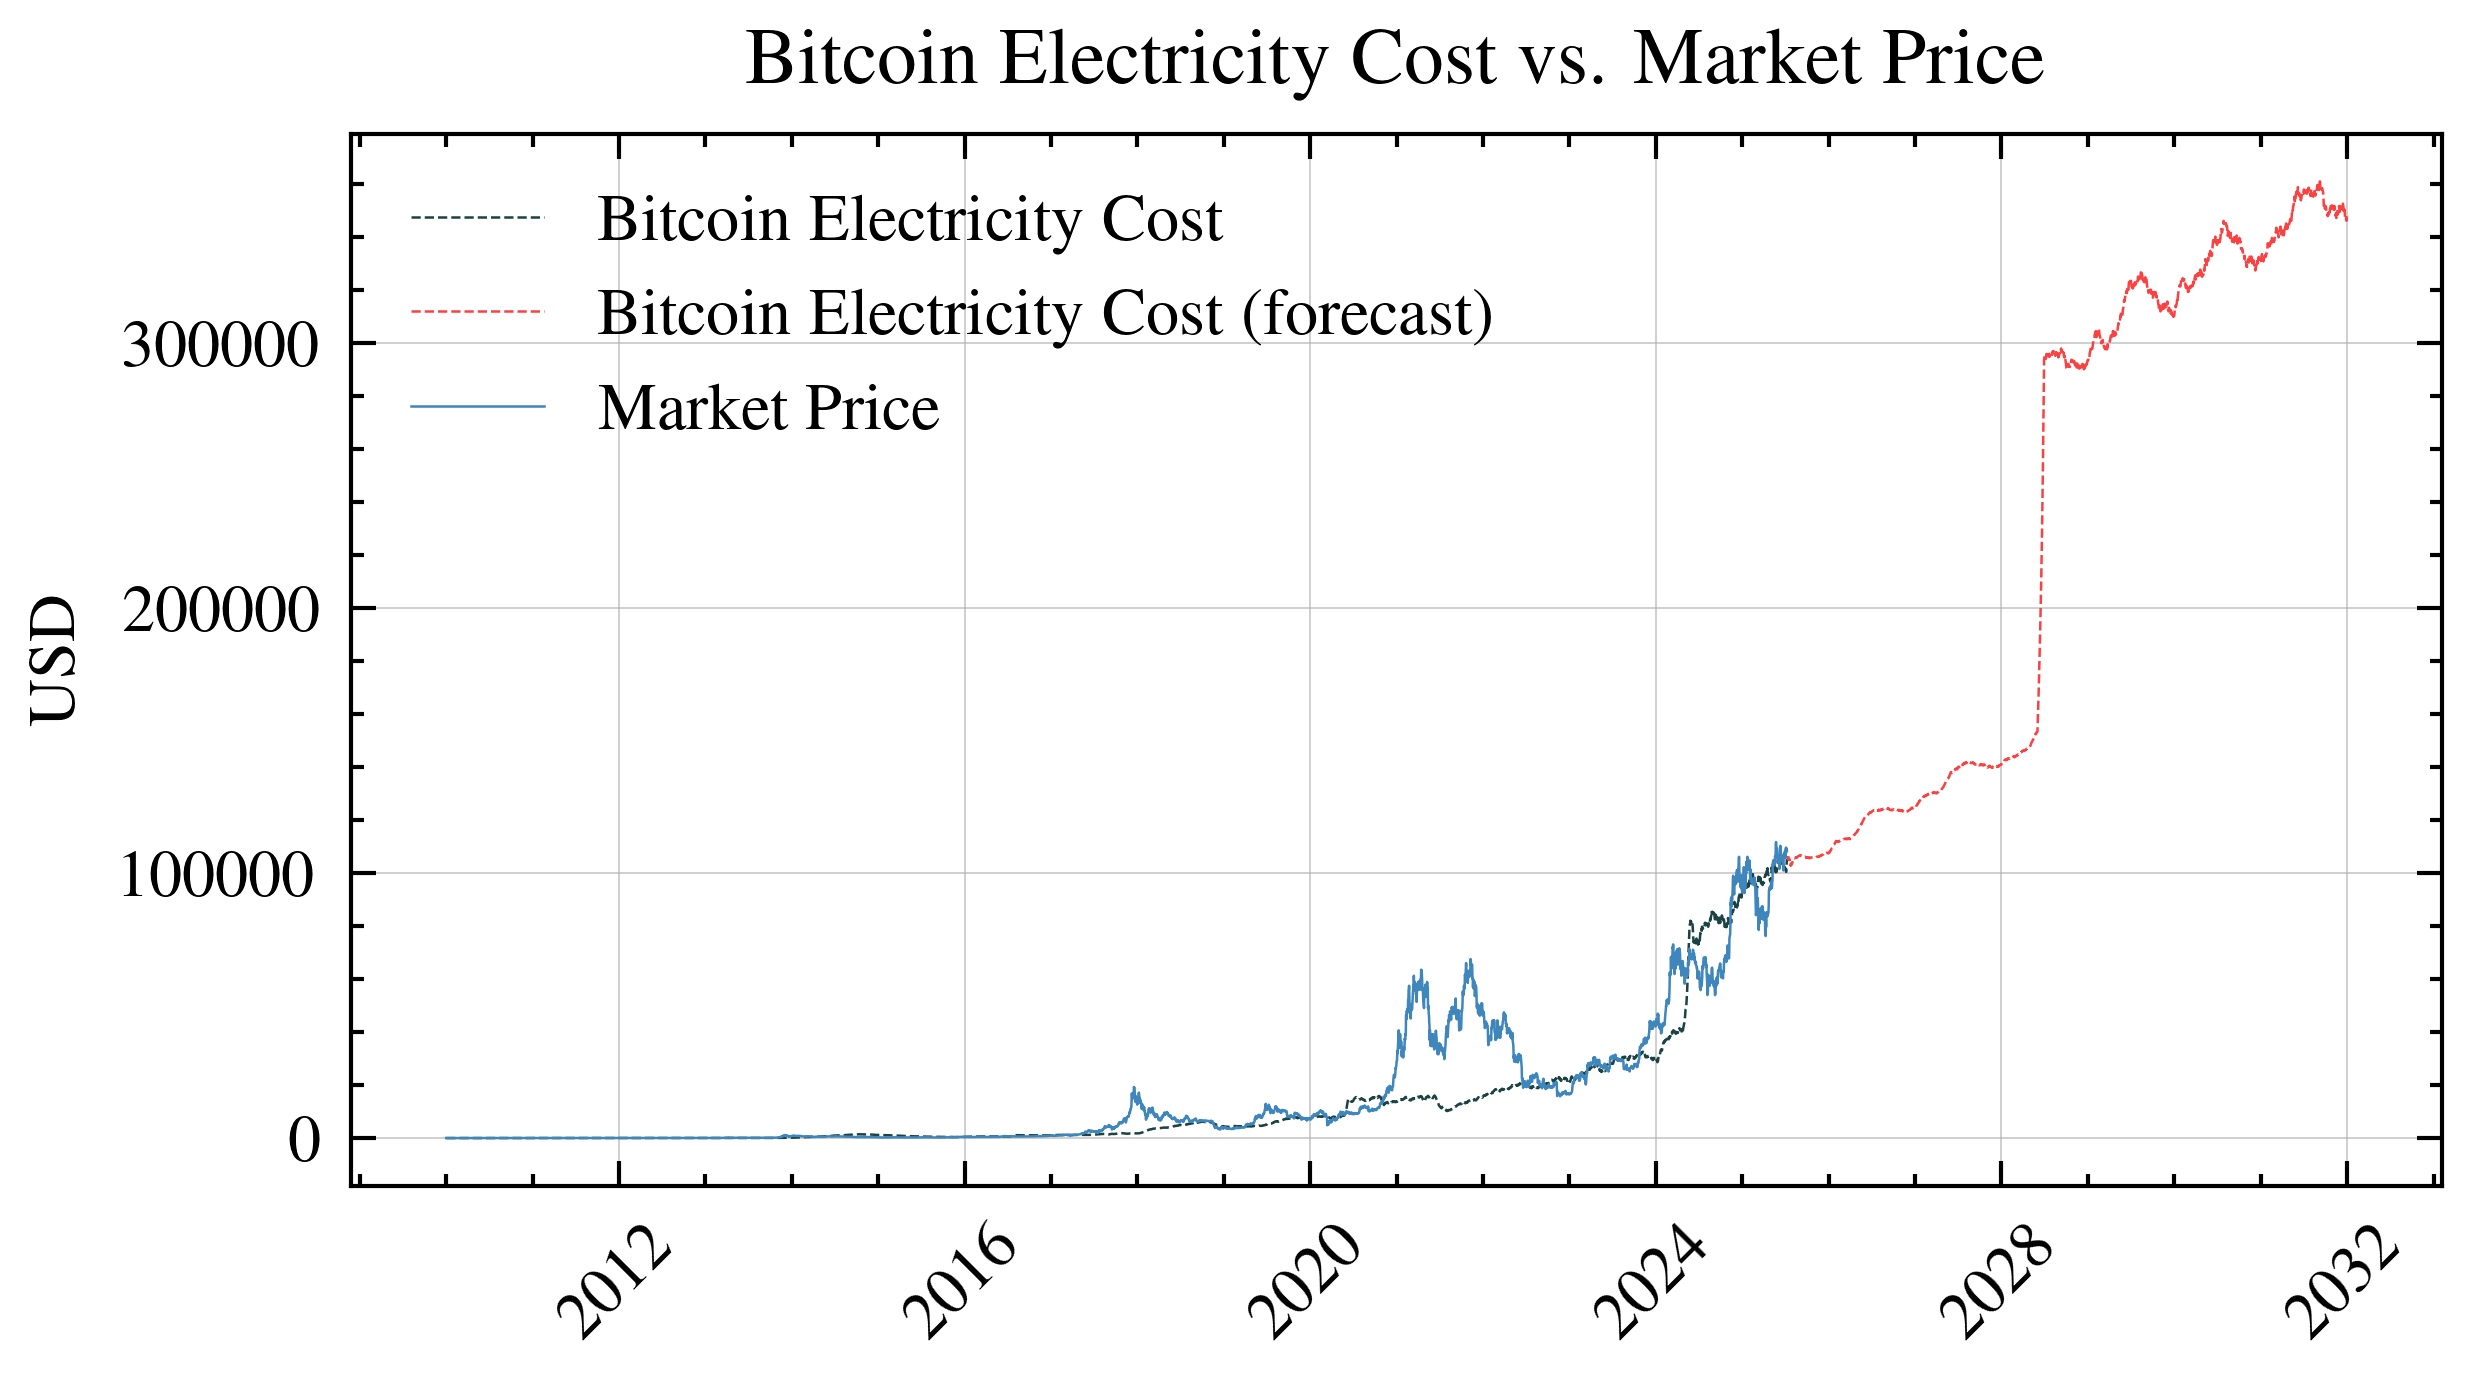 Bitcoin Electricity Cost vs. Market Price
Bitcoin Electricity Cost
Bitcoin Electricity Cost (forecast)
Market Price
USD
300000
200000
100000
0
2012
2016
2020
2024
2028
2032